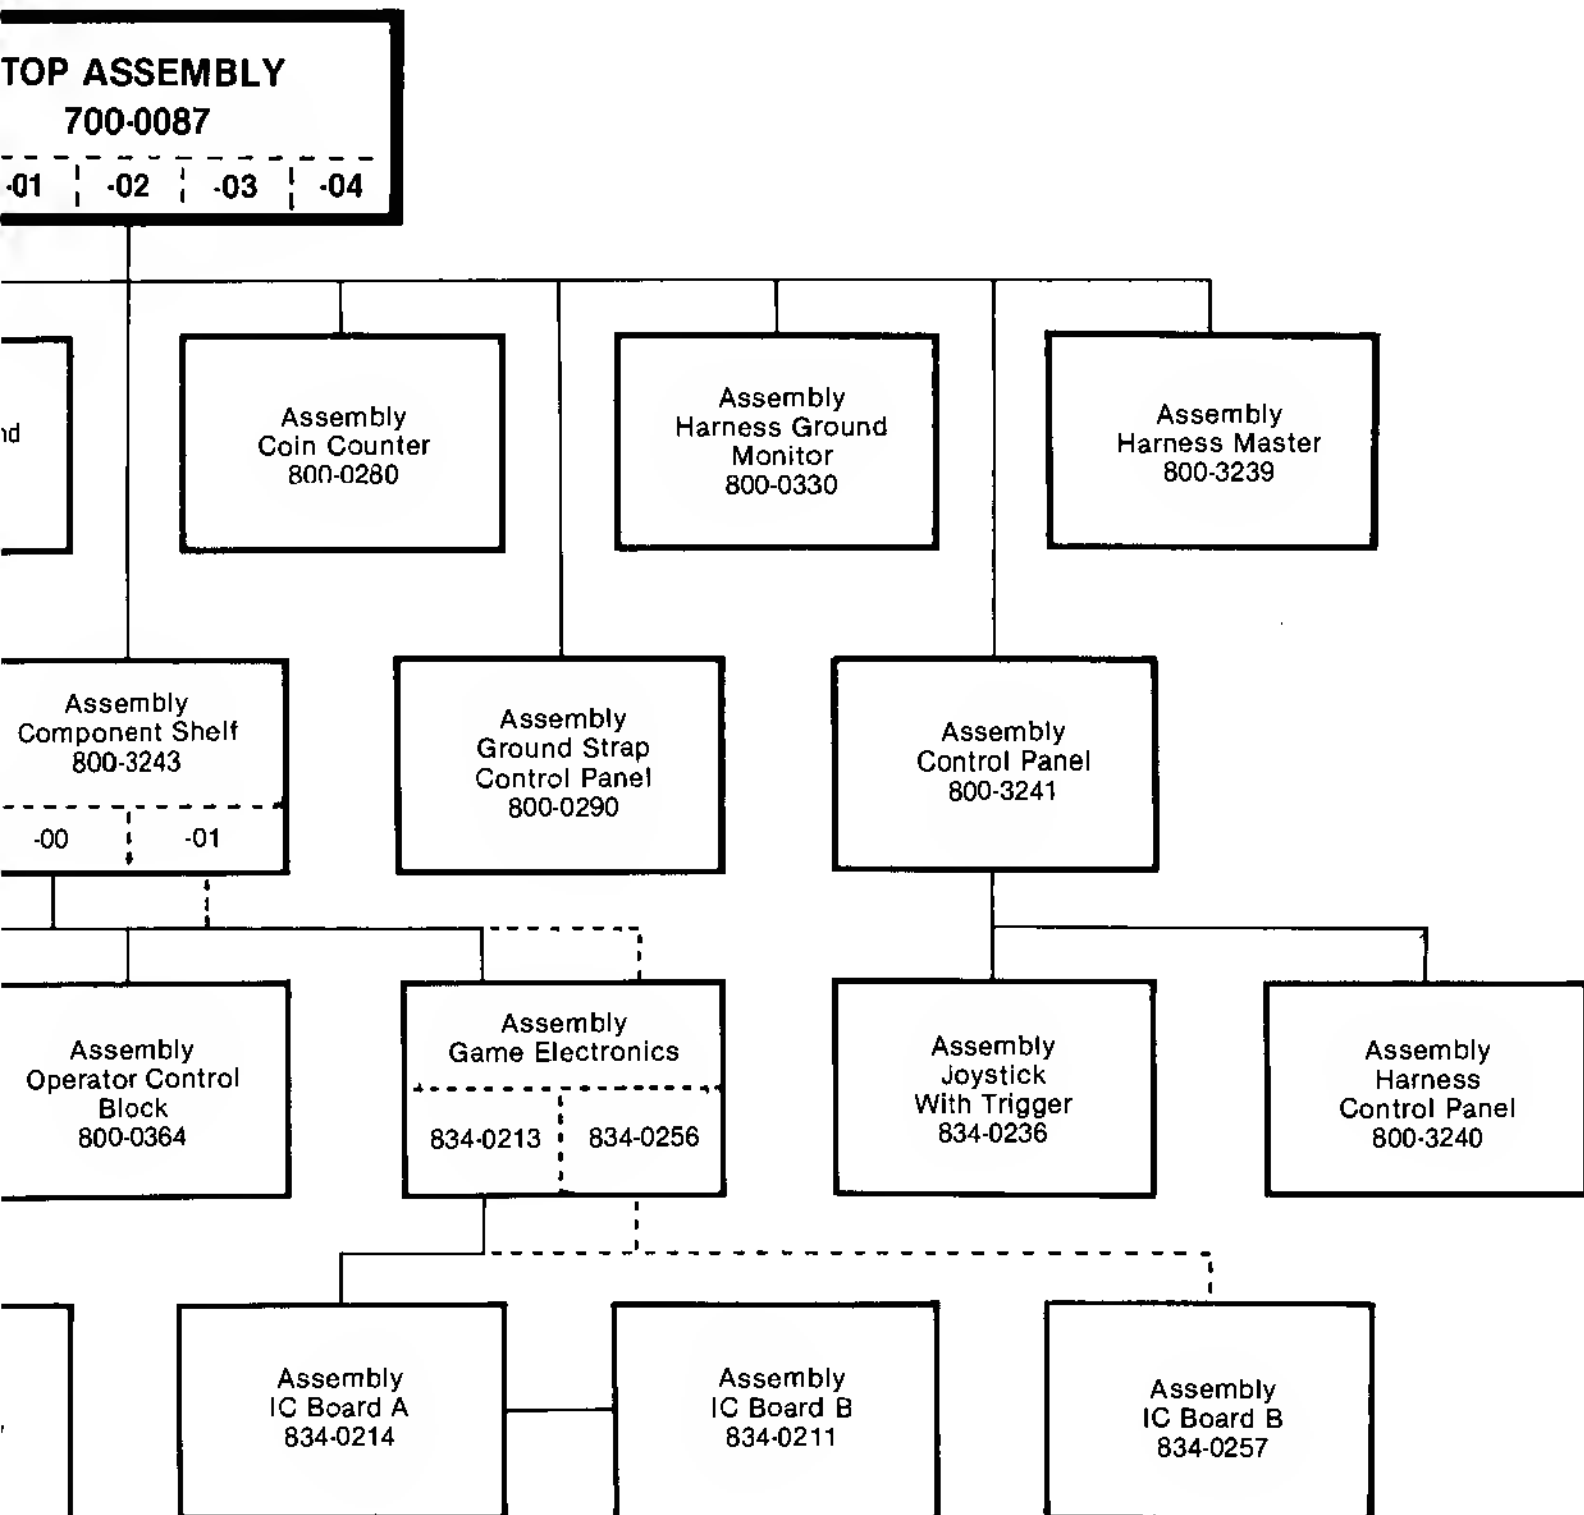 TOP ASSEMBLY
700-0087
-01 -02 -03 -04
Assembly
Coin Counter
800-0280
Assembly
Harness Ground
Monitor
800-0330
Assembly
Harness Master
800-3239
Assembly
Component Shelf
800-3243
-00 -01
Assembly
Ground Strap
Control Panel
800-0290
Assembly
Control Panel
800-3241
Assembly
Operator Control
Block
800-0364
Assembly
Game Electronics
834-0213 834-0256
Assembly
Joystick
With Trigger
834-0236
Assembly
Harness
Control Panel
800-3240
Assembly
IC Board A
834-0214
Assembly
IC Board B
834-0211
Assembly
IC Board B
834-0257